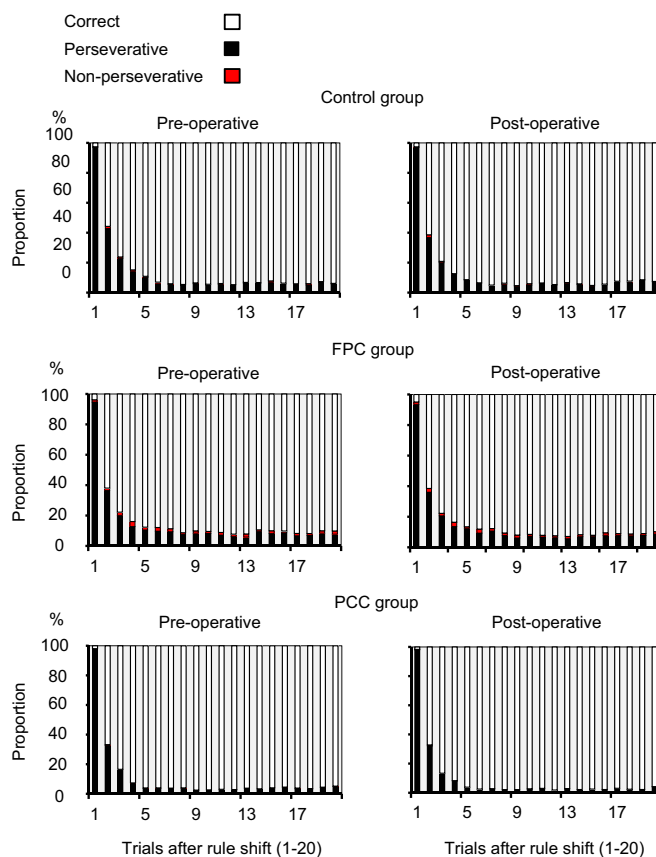 Correct
Perseverative
Non-perseverative
Control group
%
Pre-operative
Post-operative
100
80
60
40
20
0
Proportion
1 5 9 13 17
1 5 9 13 17
FPC group
%
Pre-operative
Post-operative
100
80
60
40
20
0
Proportion
1 5 9 13 17
1 5 9 13 17
PCC group
%
Pre-operative
Post-operative
100
80
60
40
20
0
Proportion
1 5 9 13 17
1 5 9 13 17
Trials after rule shift (1-20)
Trials after rule shift (1-20)